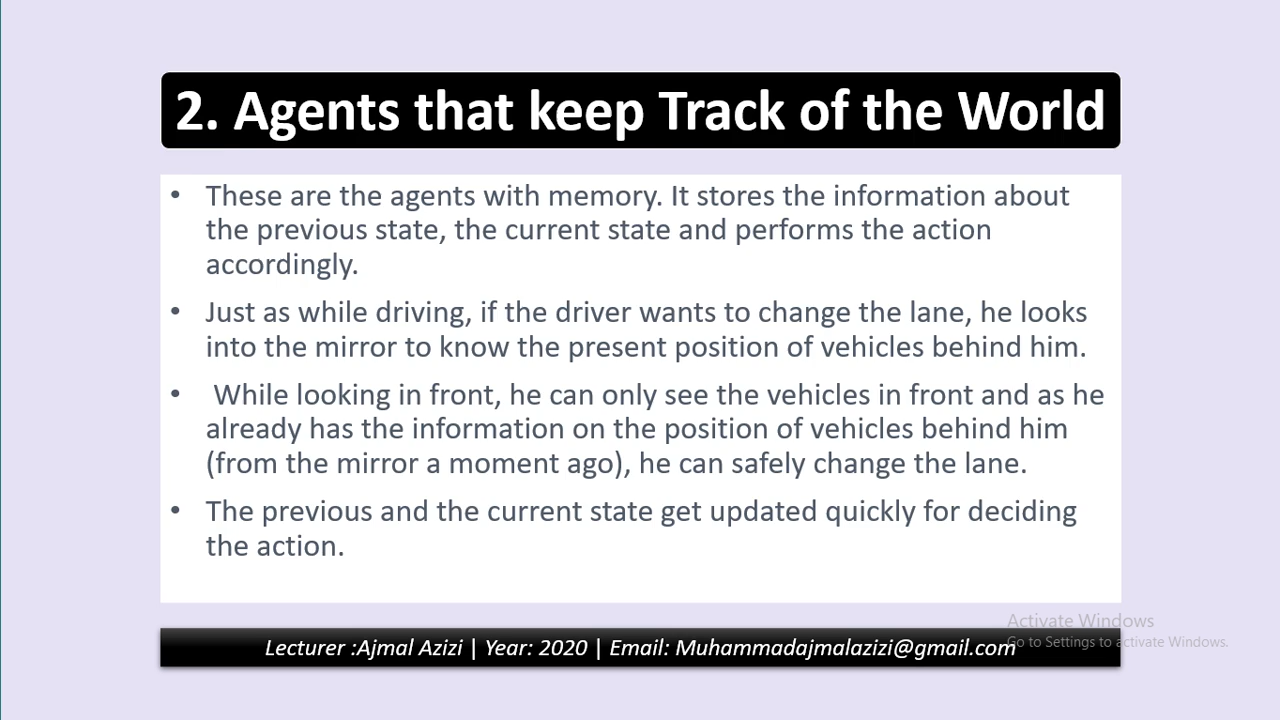 2. Agents that keep Track of the World
• These are the agents with memory. It stores the information about
the previous state, the current state and performs the action
accordingly.
• Just as while driving, if the driver wants to change the lane, he looks
into the mirror to know the present position of vehicles behind him.
• While looking in front, he can only see the vehicles in front and as he
already has the information on the position of vehicles behind him
(from the mirror a moment ago), he can safely change the lane.
• The previous and the current state get updated quickly for deciding
the action.
Activate Windows
Go to Settings to activate Windows.
Lecturer :Ajmal Azizi | Year: 2020 | Email: Muhammadajmalazizi@gmail.com